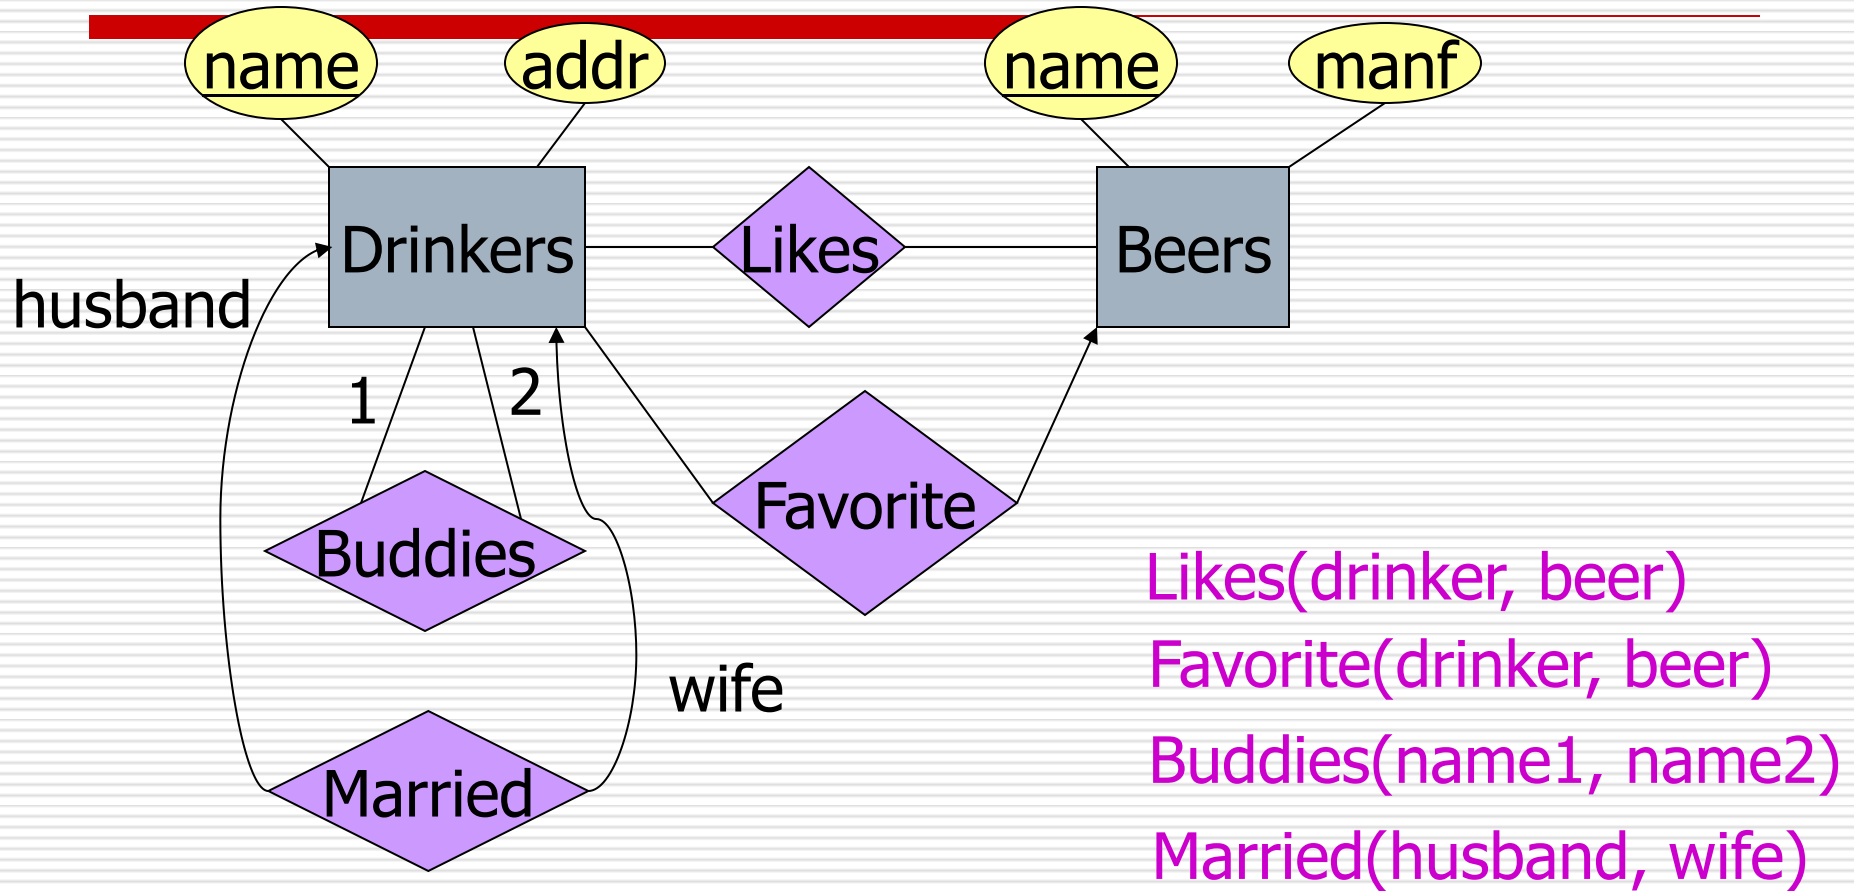 name
addr
name
manf
Drinkers
Likes
Beers
husband
1
2
Buddies
Favorite
Likes(drinker, beer)
Favorite(drinker, beer)
wife
Buddies(name1, name2)
Married
Married(husband, wife)